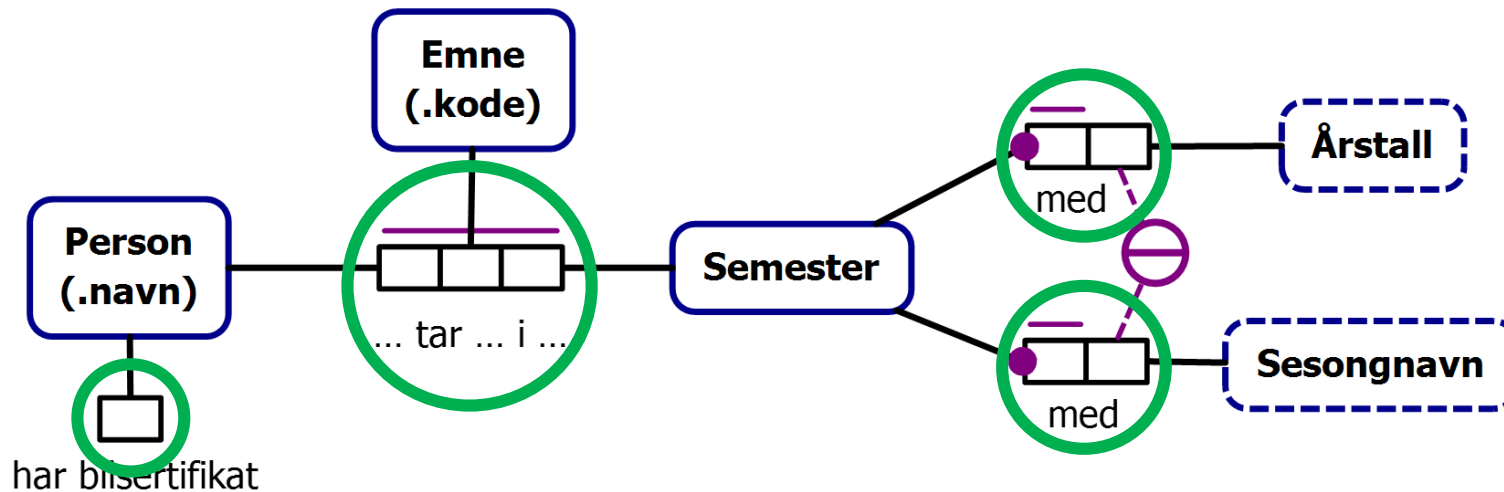 Emne
(.kode)
Årstall
med
Person
(.navn)
Semester
... tar ... i ...
Sesongnavn
med
har bilsertifikat